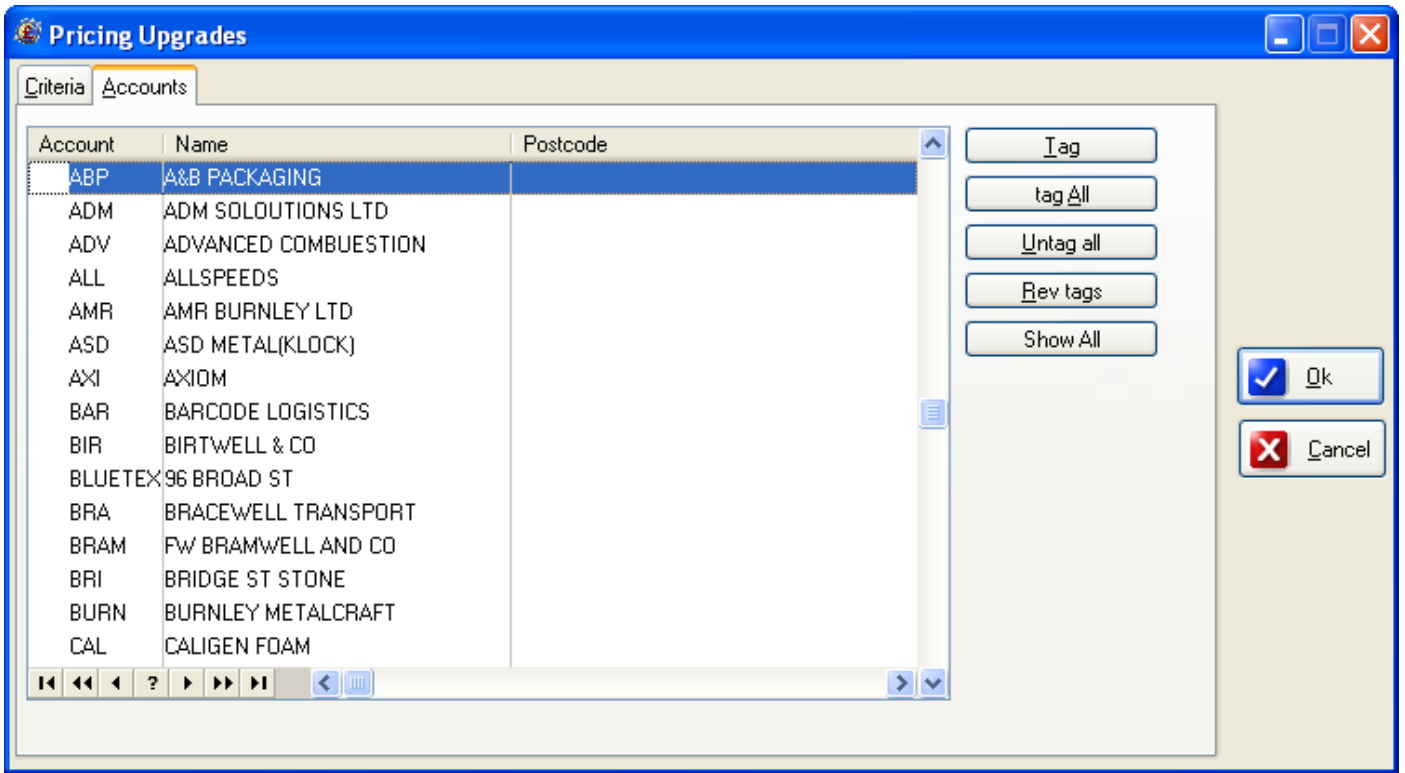 Pricing Upgrades
Criteria Accounts
Account Name Postcode
ABP A&B PACKAGING
ADM ADM SOLOUTIONS LTD
ADV ADVANCED COMBUESTION
ALL ALLSPEEDS
AMR AMR BURNLEY LTD
ASD ASD METAL(KLOCK)
AXI AXIOM
BAR BARCODE LOGISTICS
BIR BIRTWELL & CO
BLUETEX 96 BROAD ST
BRA BRACEWELL TRANSPORT
BRAM FW BRAMWELL AND CO
BRI BRIDGE ST STONE
BURN BURNLEY METALCRAFT
CAL CALIGEN FOAM
?
Tag
tag All
Untag all
Rev tags
Show All
Ok
Cancel